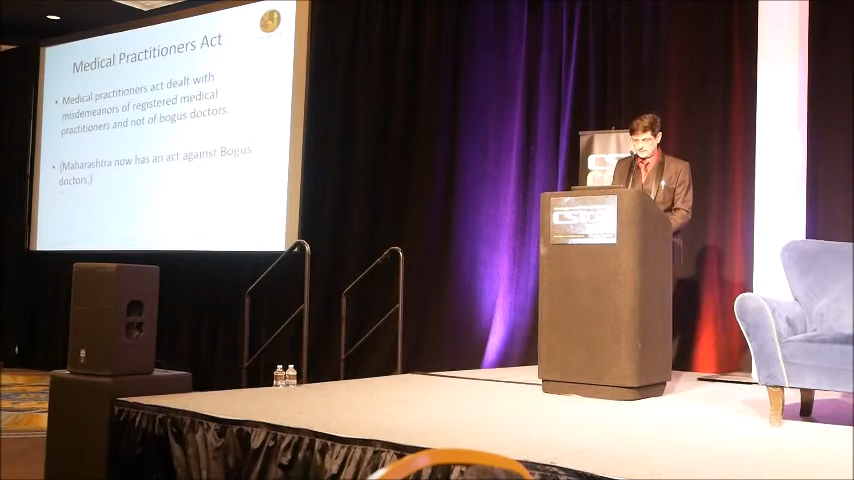 Medical Practitioners Act
• Medical practitioners act dealt with
misdemeanors of registered medical
practitioners and not of bogus doctors.
• (Maharashtra now has an act against Bogus
doctors.]
CSICON